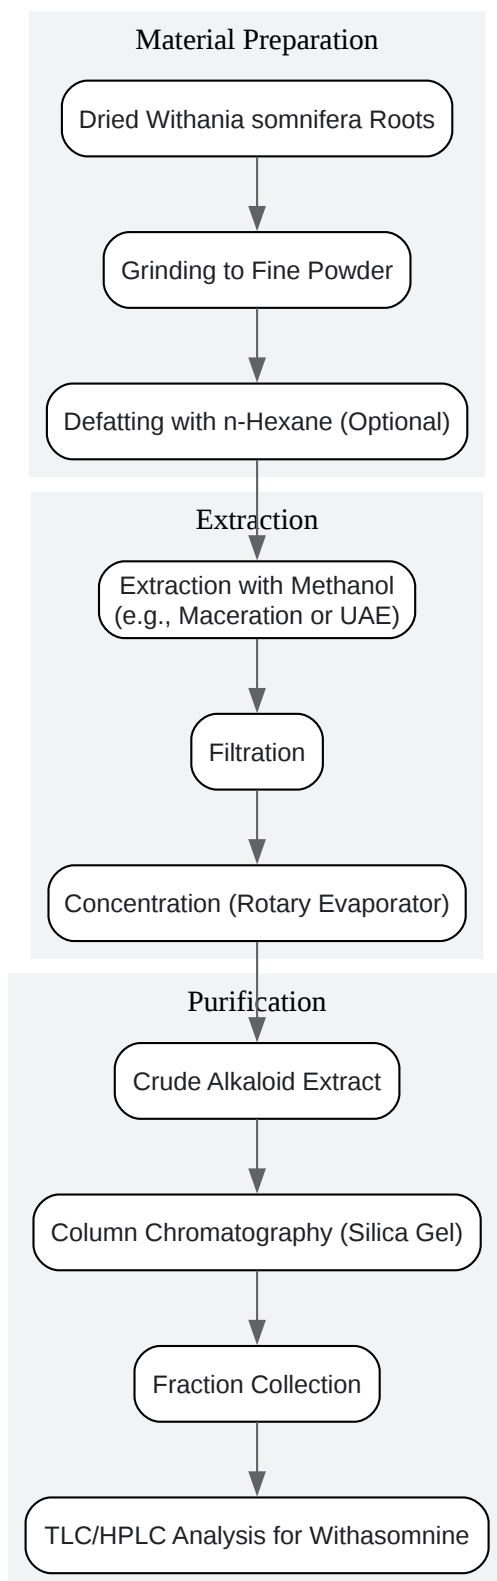 Material Preparation
Dried Withania somnifera Roots
Grinding to Fine Powder
Defatting with n-Hexane (Optional)
Extraction
Extraction with Methanol
(e.g., Maceration or UAE)
Filtration
Concentration (Rotary Evaporator)
Purification
Crude Alkaloid Extract
Column Chromatography (Silica Gel)
Fraction Collection
TLC/HPLC Analysis for Withasomnine